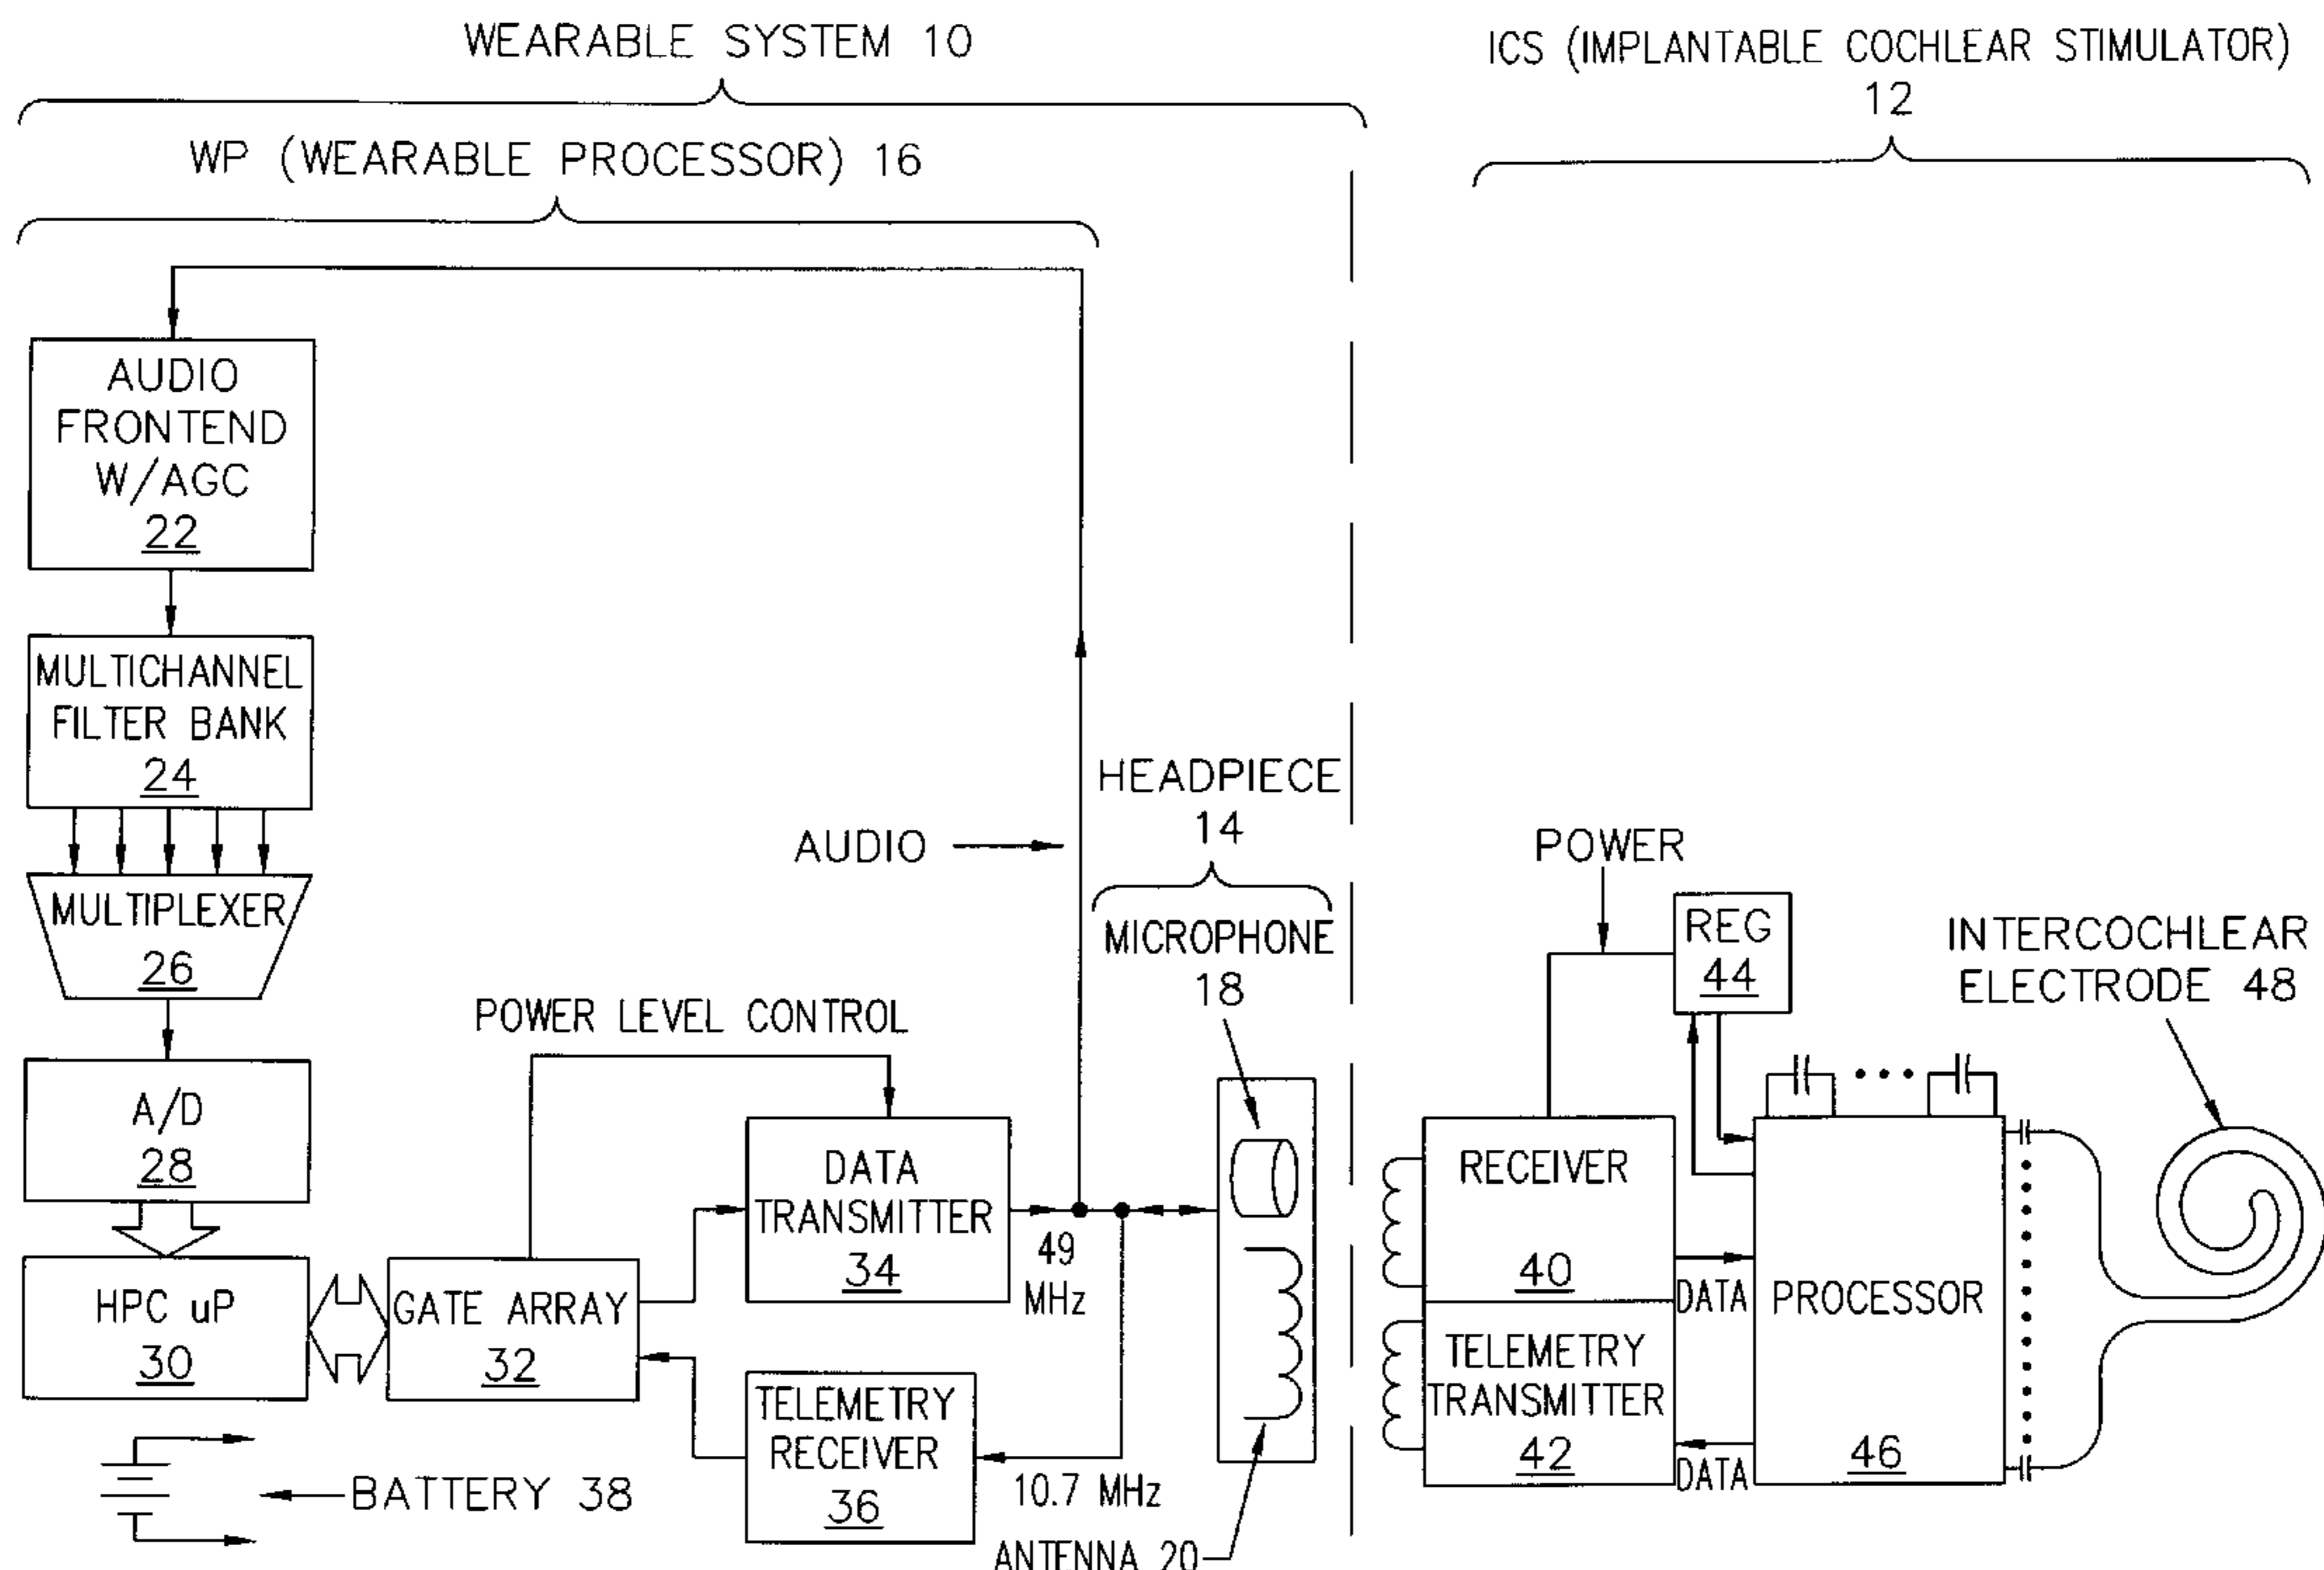 WEARABLE SYSTEM 10
ICS (IMPLANTABLE COCHLEAR STIMULATOR)
12
WP (WEARABLE PROCESSOR) 16
AUDIO
FRONTEND
W/AGC
22
MULTICHANNEL
FILTER BANK
24
MULTIPLEXER
26
A/D
28
HPC uP
30
BATTERY 38
GATE ARRAY
32
POWER LEVEL CONTROL
DATA
TRANSMITTER
34
TELEMETRY
RECEIVER
36
49
MHz
10.7 MHz
AUDIO
HEADPIECE
14
MICROPHONE
18
ANTENNA 20
POWER
REG
44
RECEIVER
40
TELEMETRY
TRANSMITTER
42
DATA
DATA
PROCESSOR
46
INTERCOCHLEAR
ELECTRODE 48